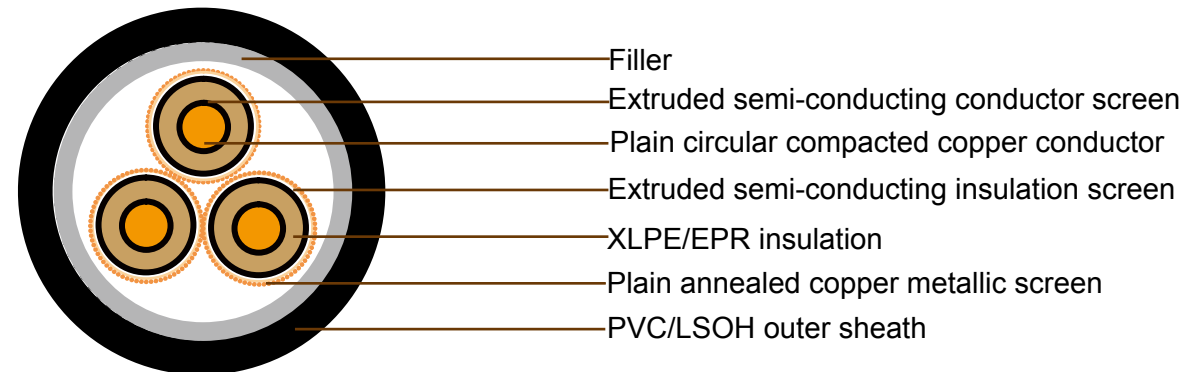 Filler
Extruded semi-conducting conductor screen
Plain circular compacted copper conductor
Extruded semi-conducting insulation screen
XLPE/EPR insulation
Plain annealed copper metallic screen
PVC/LSOH outer sheath